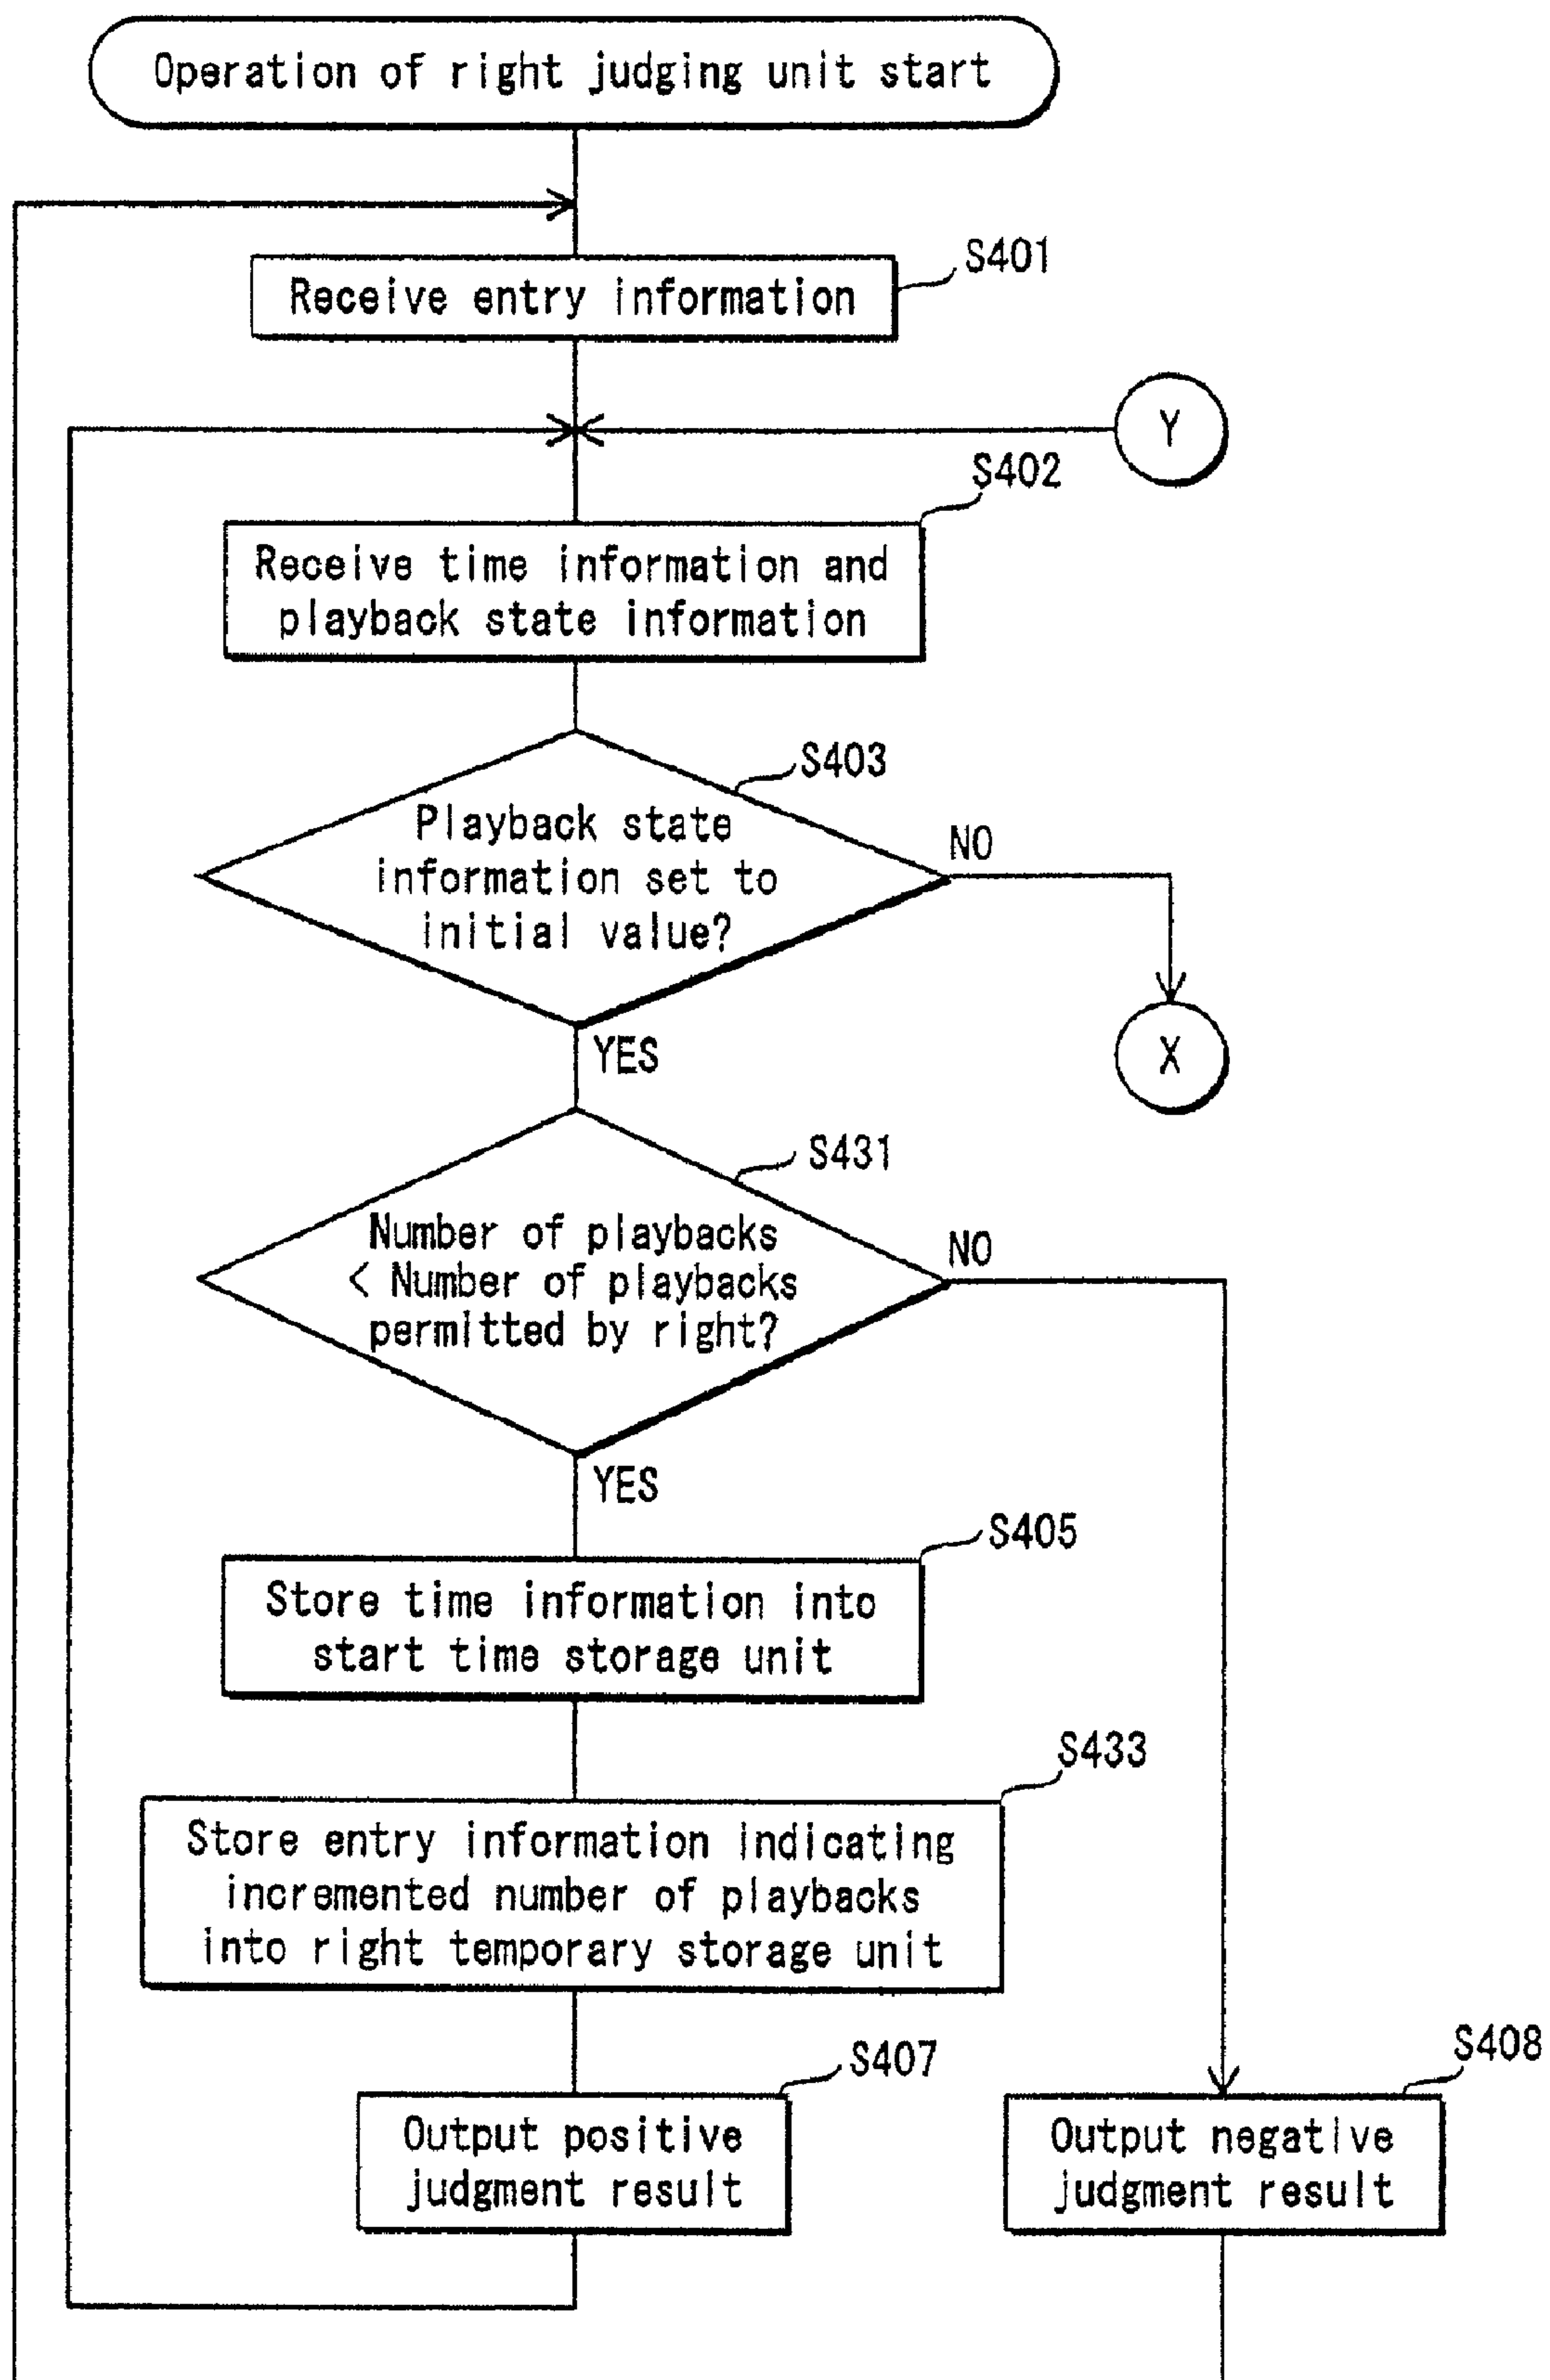 Operation of right judging unit start
S401
Receive entry information
Y
S402
Receive time information and
playback state information
S403
Playback state
information set to
initial value?
NO
YES
X
S431
Number of playbacks
< Number of playbacks
permitted by right?
NO
YES
S405
Store time information into
start time storage unit
S433
Store entry information indicating
incremented number of playbacks
into right temporary storage unit
S407
Output positive
judgment result
S408
Output negative
judgment result